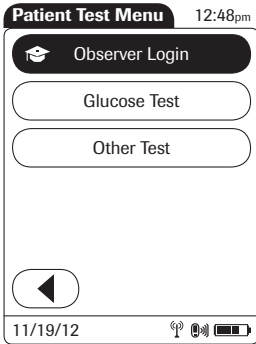 Patient Test Menu 12:48pm
Observer Login
Glucose Test
Other Test
11/19/12